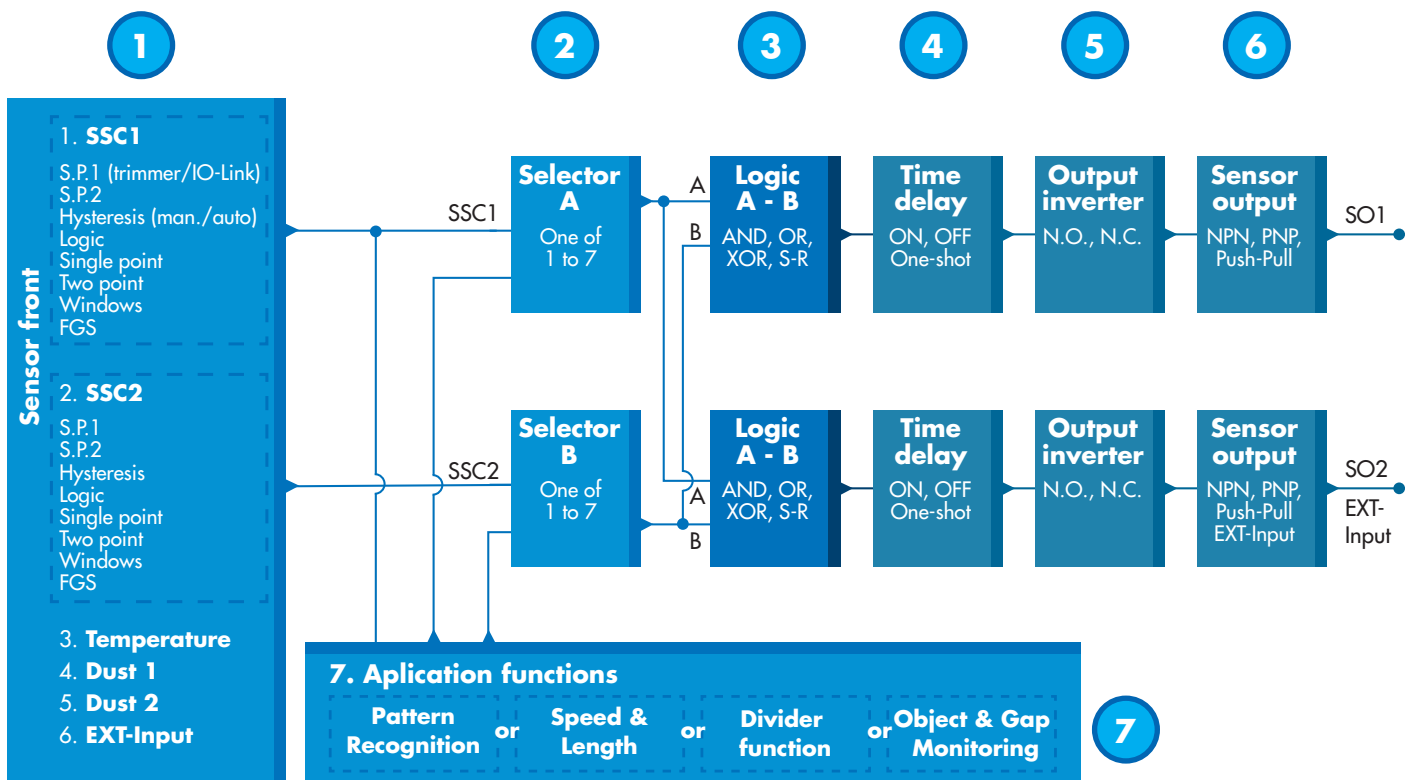 1
2
3
4
5
6
Sensor front
1. SSC1
S.P.1 (trimmer/IO-Link)
S.P.2
Hysteresis (man./auto)
Logic
Single point
Two point
Windows
FGS
2. SSC2
S.P.1
S.P.2
Hysteresis
Logic
Single point
Two point
Windows
FGS
3. Temperature
4. Dust 1
5. Dust 2
6. EXT-Input
SSC1
Selector
A
One of
1 to 7
A
B
Logic
A - B
AND, OR,
XOR, S-R
Time
delay
ON, OFF
One-shot
Output
inverter
N.O., N.C.
Sensor
output
NPN, PNP,
Push-Pull
SO1
SSC2
Selector
B
One of
1 to 7
A
B
Logic
A - B
AND, OR,
XOR, S-R
Time
delay
ON, OFF
One-shot
Output
inverter
N.O., N.C.
Sensor
output
NPN, PNP,
Push-Pull
EXT-Input
SO2
EXT-
Input
7. Aplication functions
Pattern
Recognition
or
Speed &
Length
or
Divider
function
or
Object & Gap
Monitoring
7